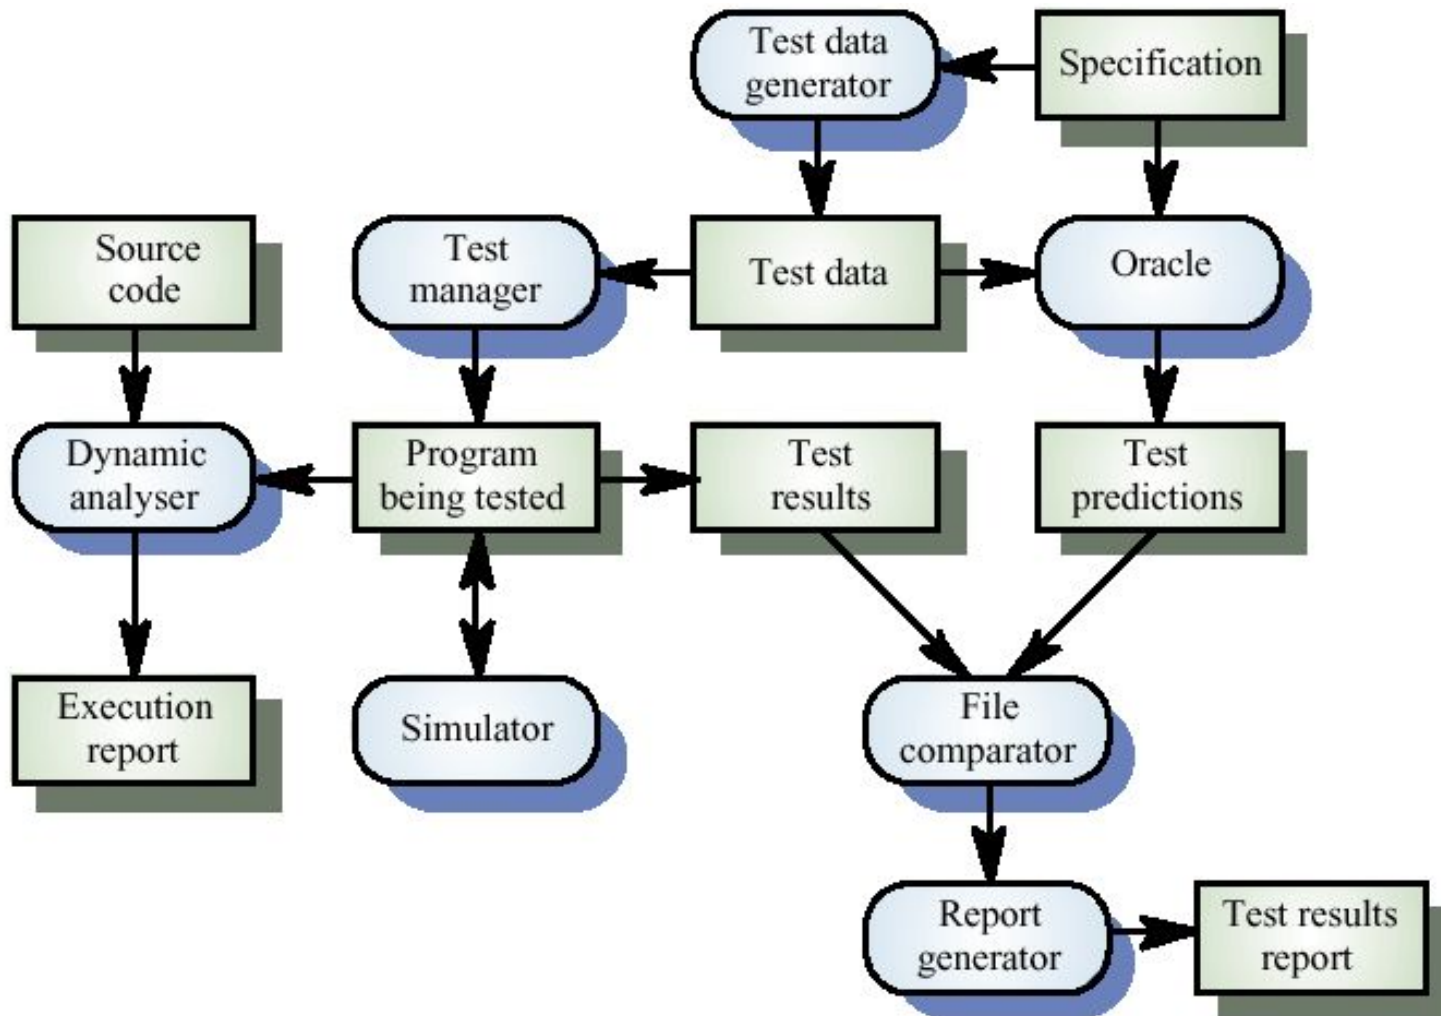 Test data
generator
Specification
Source
code
Test
manager
Test data
Oracle
Dynamic
analyser
Program
being tested
Test
results
Test
predictions
Execution
report
Simulator
File
comparator
Report
generator
Test results
report